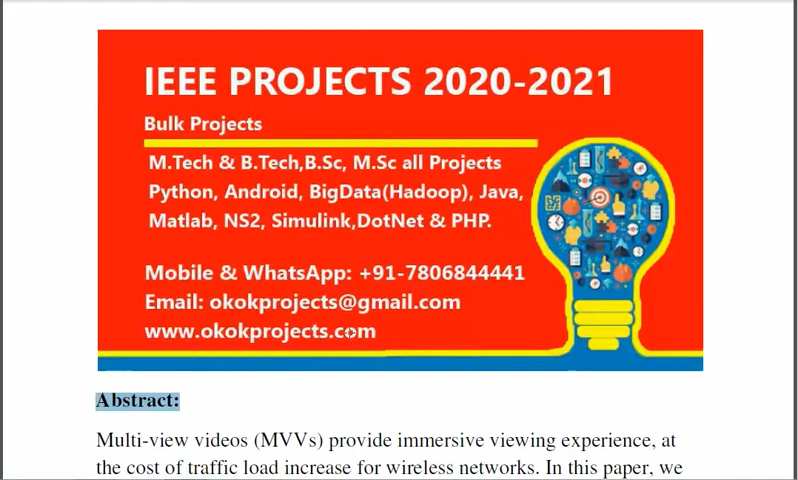 IEEE PROJECTS 2020-2021
Bulk Projects
M.Tech & B.Tech,B.Sc, M.Sc all Projects
Python, Android, BigData(Hadoop), Java,
Matlab, NS2, Simulink,DotNet & PHP.
Mobile & WhatsApp: +91-7806844441
Email: okokprojects@gmail.com
www.okokprojects.com
Abstract:
Multi-view videos (MVVs) provide immersive viewing experience, at
the cost of traffic load increase for wireless networks. In this paper, we